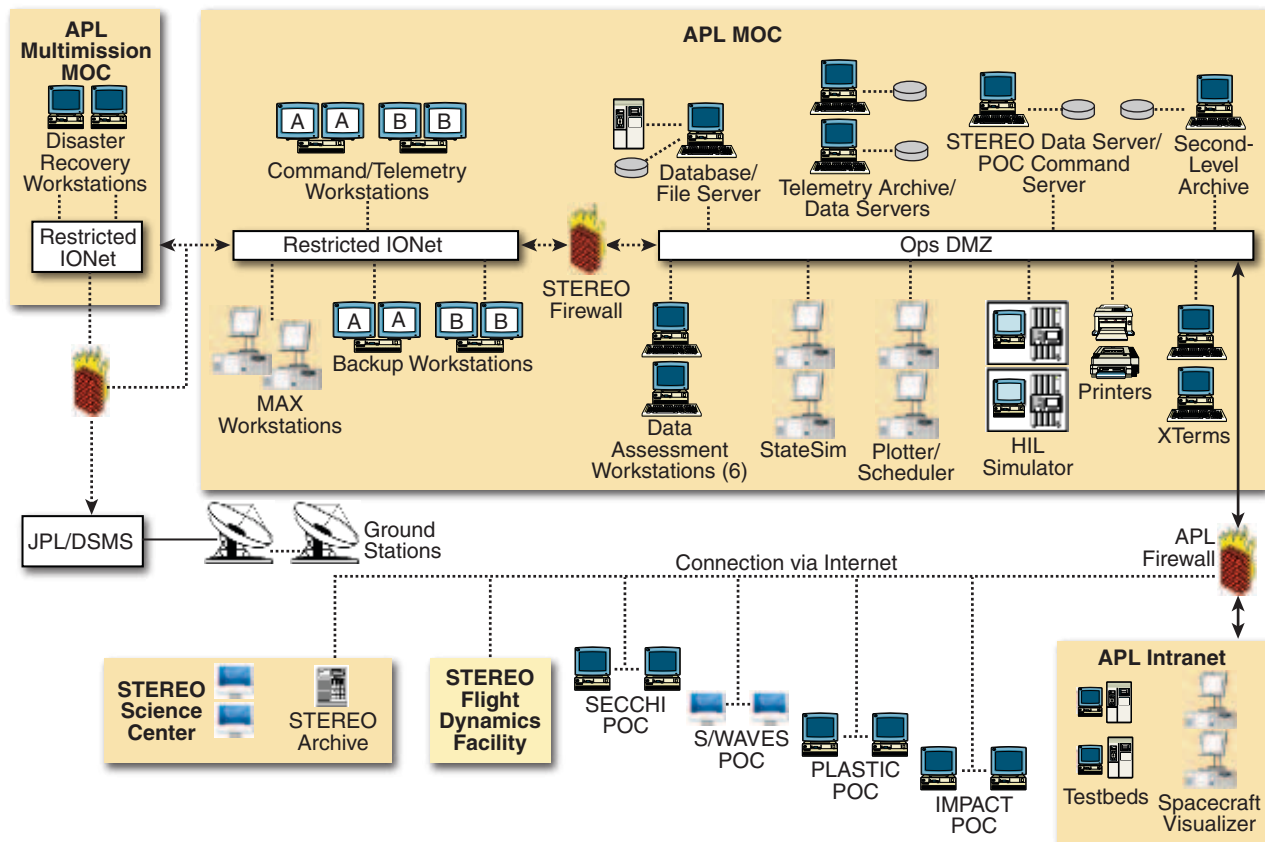 APL
Multimission
MOC
Disaster
Recovery
Workstations
Restricted
IONet
APL MOC
A A B B
Command/Telemetry
Workstations
Restricted IONet
MAX
Workstations
A A B B
Backup Workstations
STEREO
Firewall
Database/
File Server
Telemetry Archive/
Data Servers
STEREO Data Server/
POC Command
Server
Second-
Level
Archive
Ops DMZ
Data
Assessment
Workstations (6)
StateSim
Plotter/
Scheduler
HIL
Simulator
Printers
XTerms
JPL/DSMS
Ground
Stations
Connection via Internet
APL
Firewall
STEREO
Science
Center
STEREO
Archive
STEREO
Flight
Dynamics
Facility
SECCHI
POC
S/WAVES
POC
PLASTIC
POC
IMPACT
POC
APL Intranet
Testbeds
Spacecraft
Visualizer